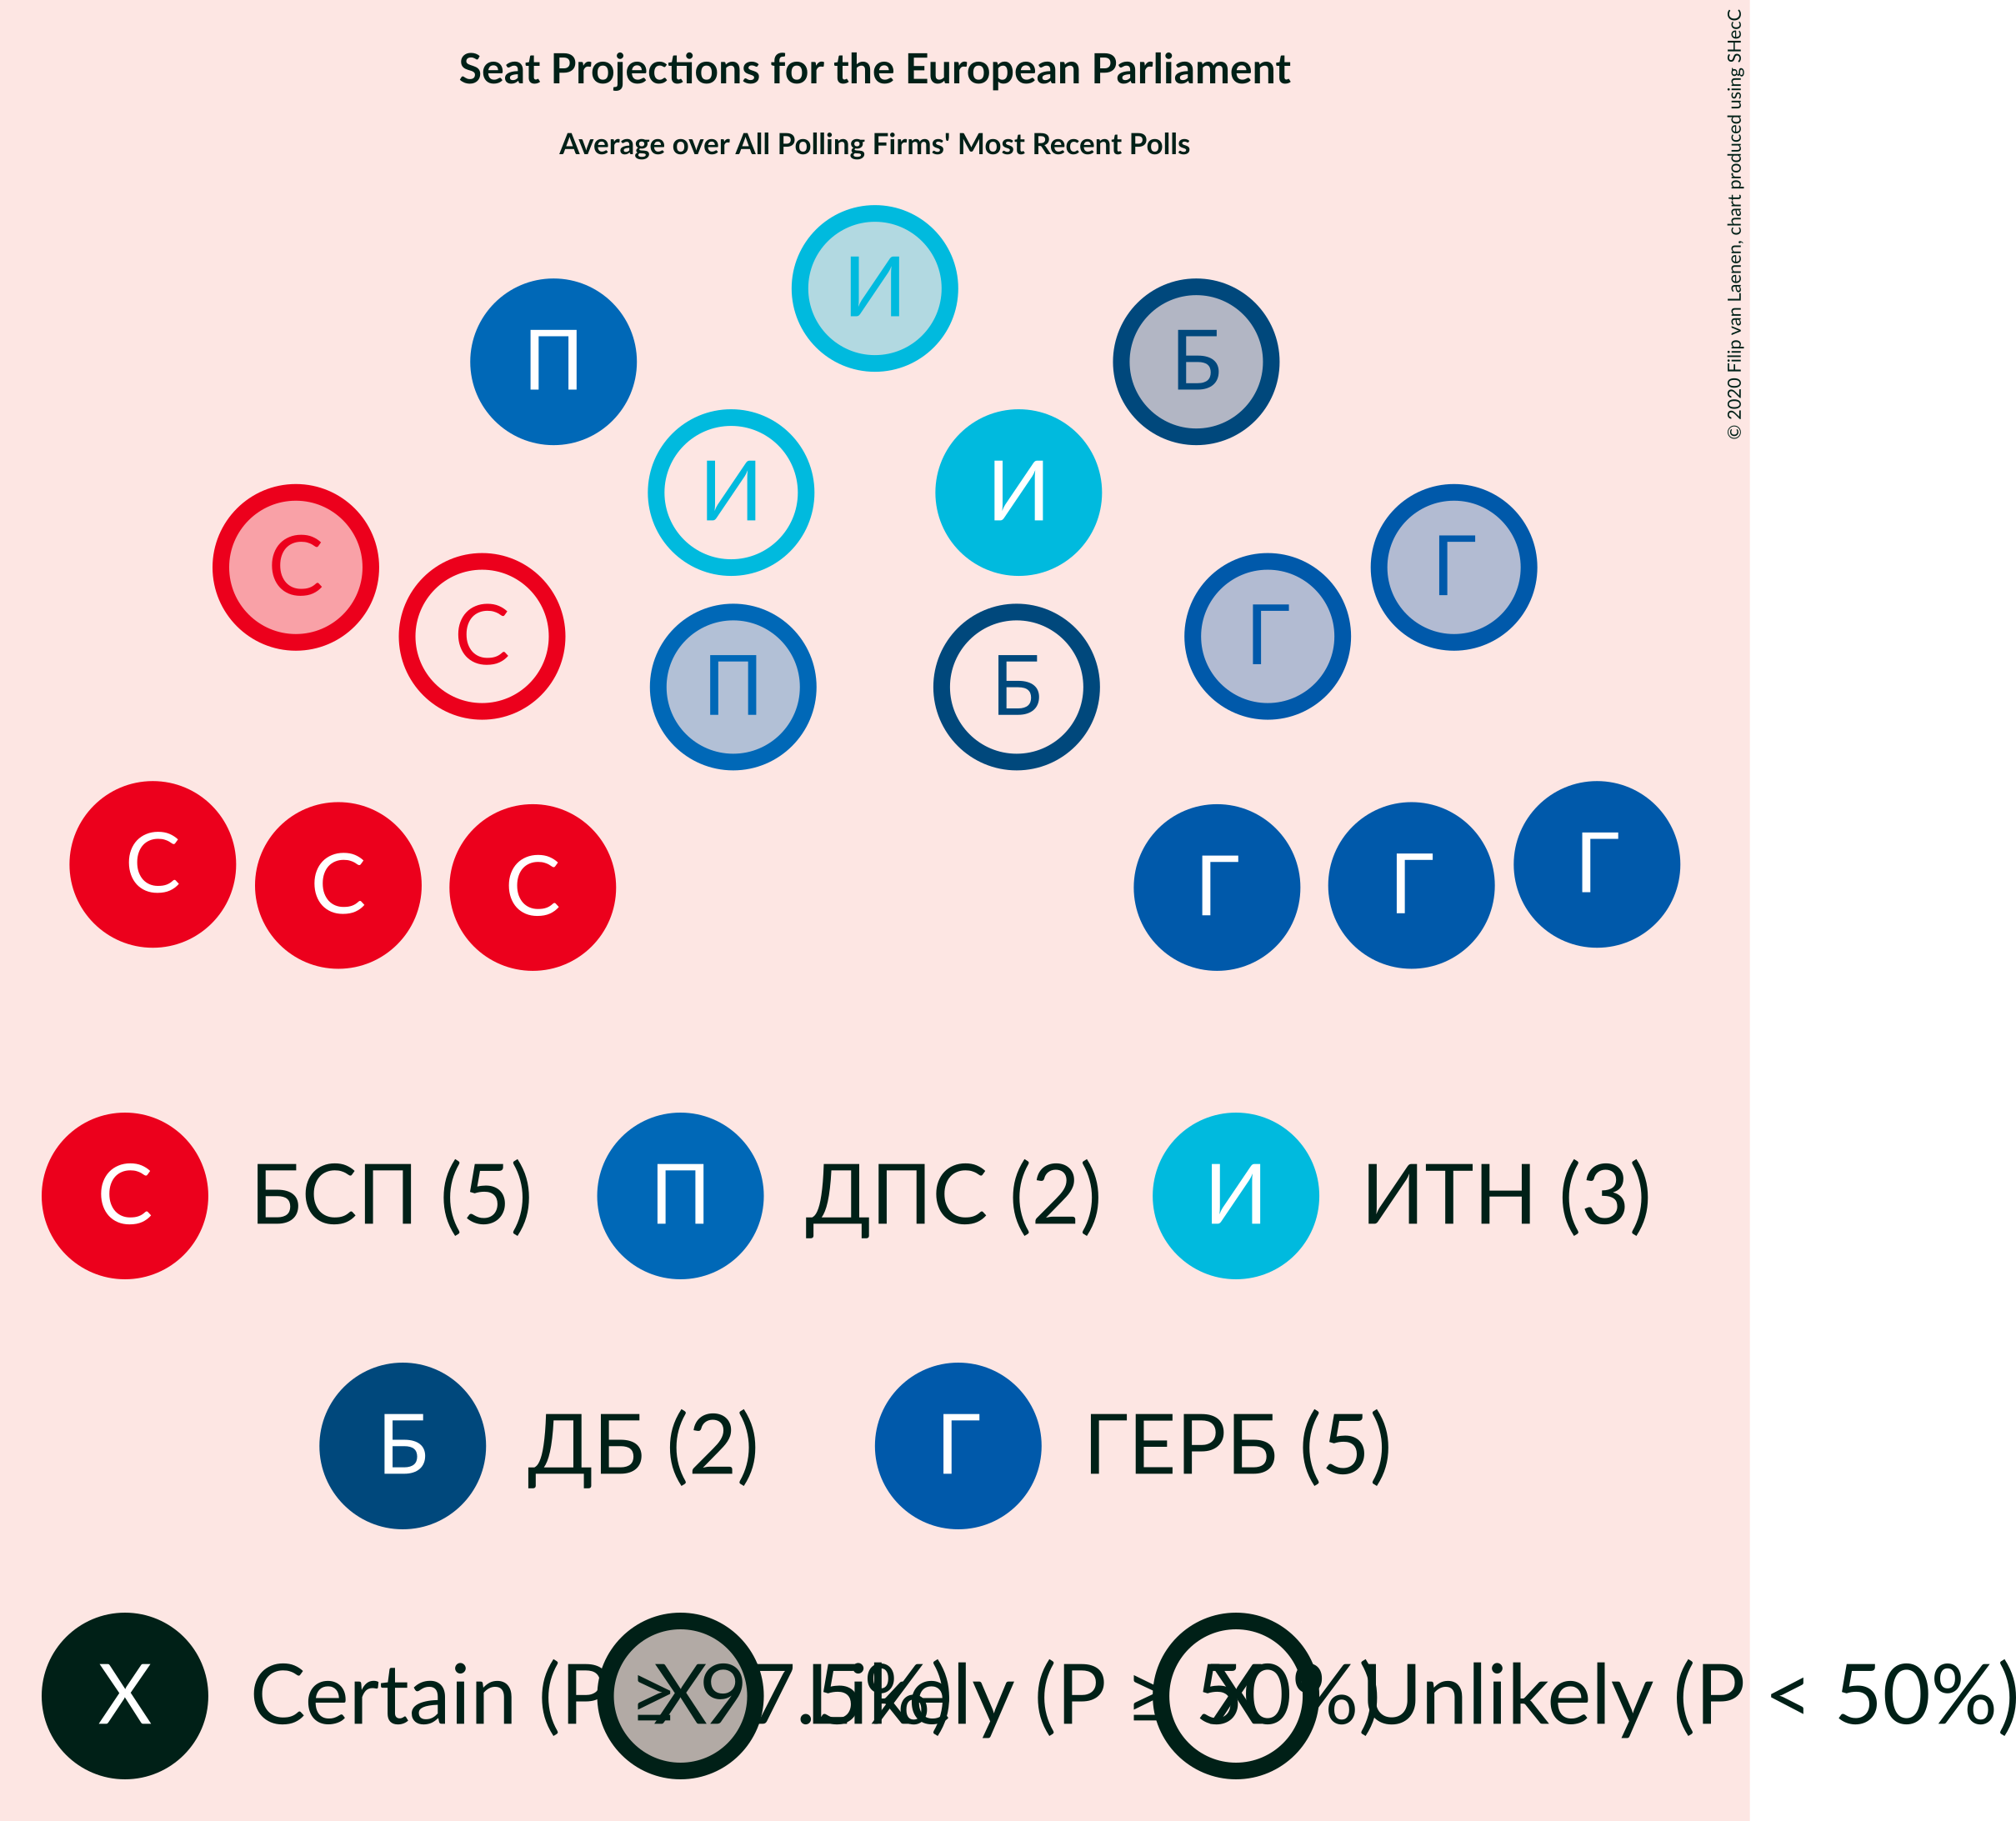 Seat Projections for the European Parliament
Average over All Polling Firms' Most Recent Polls
© 2020 Filip van Laenen, chart produced using SHecC
И
П Б
И И
С Г
С Г
П Б
С Г
С Г
С Г
С БСП (5) П ДПС (2) И ИТН (3)
Б ДБ (2) Г ГЕРБ (5)
X Certain (P ≥ 97.5%) X Likely (P ≥ 50%) X Unlikely (P < 50%)